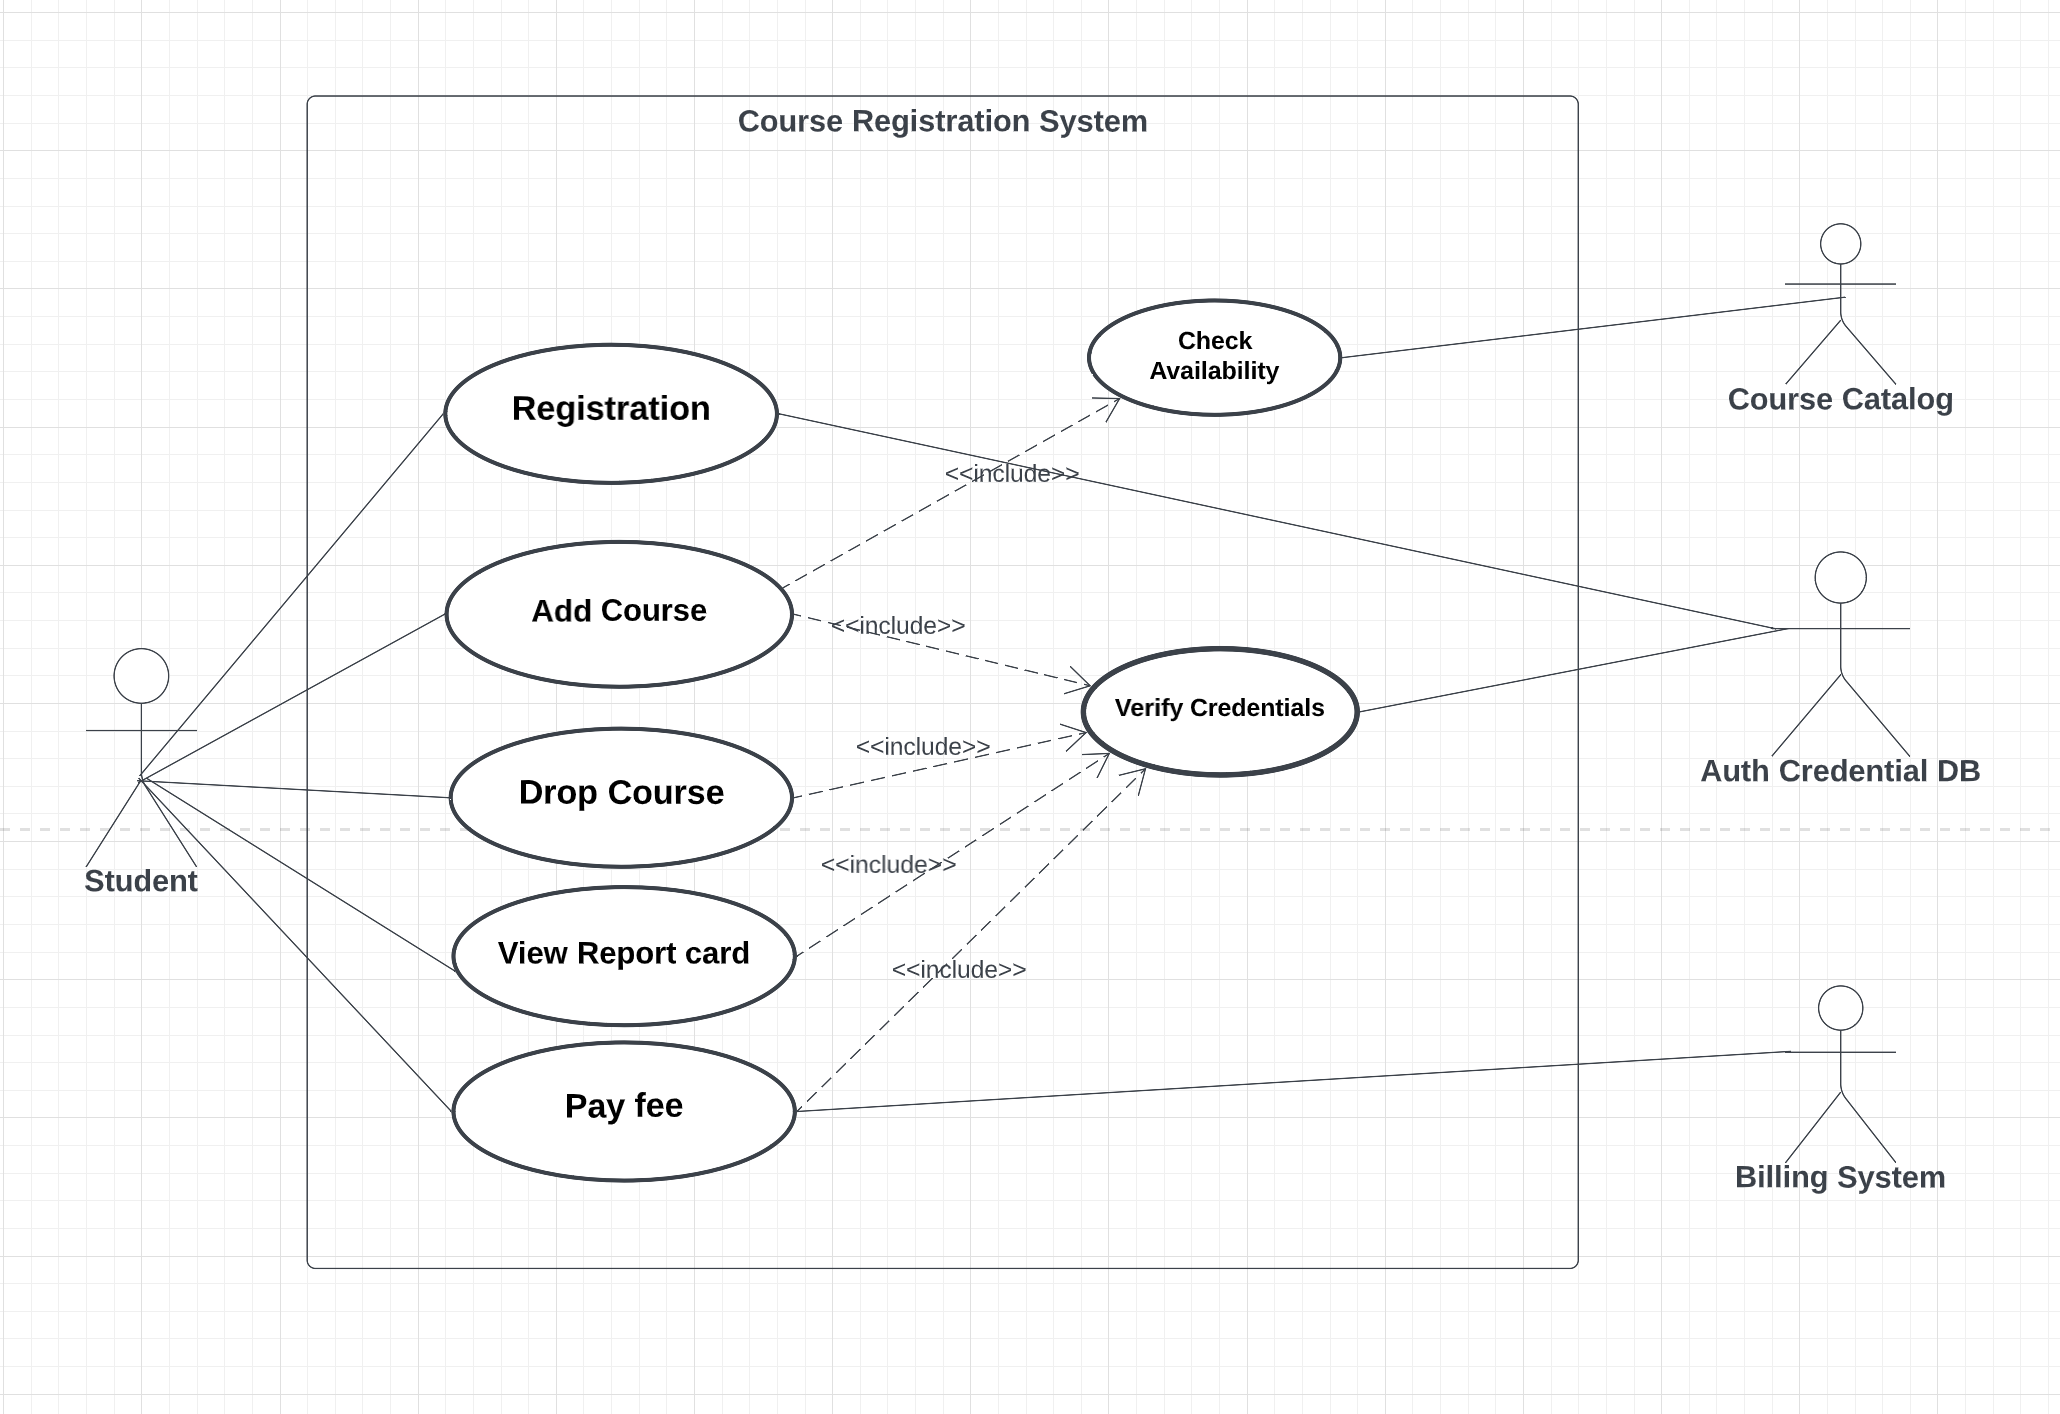 Course Registration System
Check
Availability
Course Catalog
Registration
<<include>>
Add Course
<<include>>
Verify Credentials
Auth Credential DB
<<include>>
Drop Course
Student
<<include>>
View Report card
<<include>>
Pay fee
Billing System